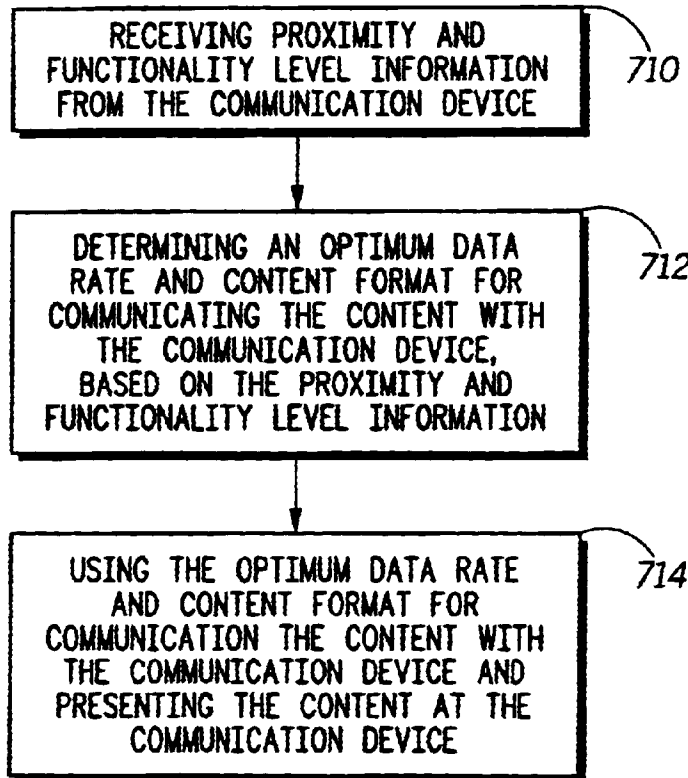 RECEIVING PROXIMITY AND
FUNCTIONALITY LEVEL INFORMATION
FROM THE COMMUNICATION DEVICE
710
DETERMINING AN OPTIMUM DATA
RATE AND CONTENT FORMAT FOR
COMMUNICATING THE CONTENT WITH
THE COMMUNICATION DEVICE,
BASED ON THE PROXIMITY AND
FUNCTIONALITY LEVEL INFORMATION
712
USING THE OPTIMUM DATA RATE
AND CONTENT FORMAT FOR
COMMUNICATION THE CONTENT WITH
THE COMMUNICATION DEVICE AND
PRESENTING THE CONTENT AT THE
COMMUNICATION DEVICE
714